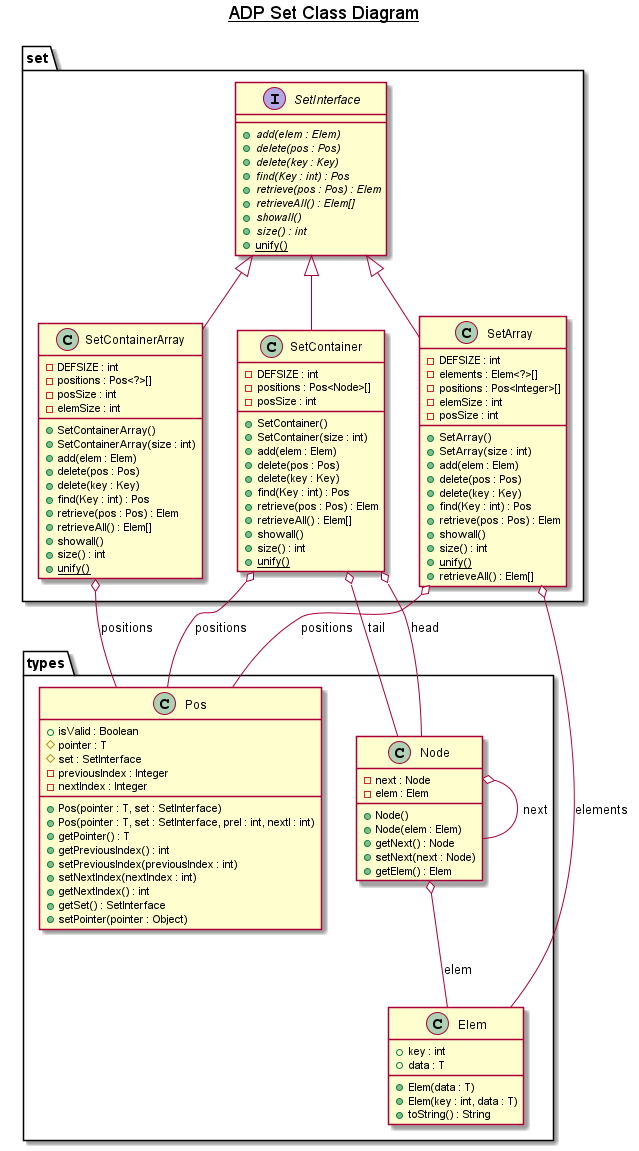 ADP Set Class Diagram
set
I SetInterface
add(elem : Elem)
delete(pos : Pos)
delete(key : Key)
find(Key : int) : Pos
retrieve(pos : Pos) : Elem
retrieveAll() : Elem[]
showall()
size() : int
unify()
C SetContainerArray
DEFSIZE : int
positions : Pos<?>[]
posSize : int
elemSize : int
SetContainerArray()
SetContainerArray(size : int)
add(elem : Elem)
delete(pos : Pos)
delete(key : Key)
find(Key : int) : Pos
retrieve(pos : Pos) : Elem
retrieveAll() : Elem[]
showall()
size() : int
unify()
C SetContainer
DEFSIZE : int
positions : Pos<Node>[]
posSize : int
SetContainer()
SetContainer(size : int)
add(elem : Elem)
delete(pos : Pos)
delete(key : Key)
find(Key : int) : Pos
retrieve(pos : Pos) : Elem
retrieveAll() : Elem[]
showall()
size() : int
unify()
C SetArray
DEFSIZE : int
elements : Elem<?>[]
positions : Pos<Integer>[]
elemSize : int
posSize : int
SetArray()
SetArray(size : int)
add(elem : Elem)
delete(pos : Pos)
delete(key : Key)
find(Key : int) : Pos
retrieve(pos : Pos) : Elem
showall()
size() : int
unify()
retrieveAll() : Elem[]
positions
positions
positions
tail
head
types
C Pos
isValid : Boolean
pointer : T
set : SetInterface
previousIndex : Integer
nextIndex : Integer
Pos(pointer : T, set : SetInterface)
Pos(pointer : T, set : SetInterface, preI : int, nextI : int)
getPointer() : T
getPreviousIndex() : int
setPreviousIndex(previousIndex : int)
setNextIndex(nextIndex : int)
getNextIndex() : int
getSet() : SetInterface
setPointer(pointer : Object)
C Node
next : Node
elem : Elem
Node()
Node(elem : Elem)
getNext() : Node
setNext(next : Node)
getElem() : Elem
next
elements
elem
C Elem
key : int
data : T
Elem(data : T)
Elem(key : int, data : T)
toString() : String